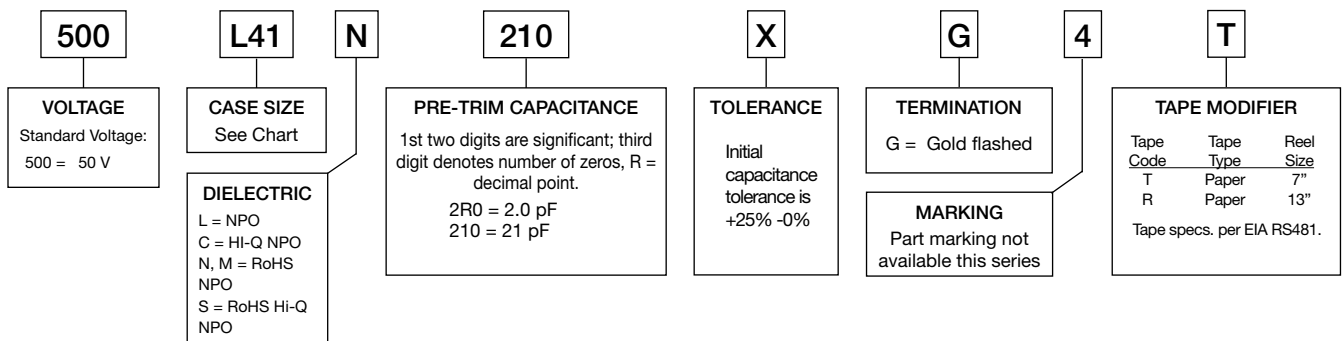 500 L41 N 210 X G 4 T
VOLTAGE
Standard Voltage:
500 = 50 V
CASE SIZE
See Chart
DIELECTRIC
L = NPO
C = HI-Q NPO
N, M = RoHS
NPO
S = RoHS Hi-Q
NPO
PRE-TRIM CAPACITANCE
1st two digits are significant; third
digit denotes number of zeros, R =
decimal point.
2R0 = 2.0 pF
210 = 21 pF
TOLERANCE
Initial
capacitance
tolerance is
+25% -0%
TERMINATION
G = Gold flashed
MARKING
Part marking not
available this series
TAPE MODIFIER
Tape Tape Reel
Code Type Size
T Paper 7”
R Paper 13”
Tape specs. per EIA RS481.